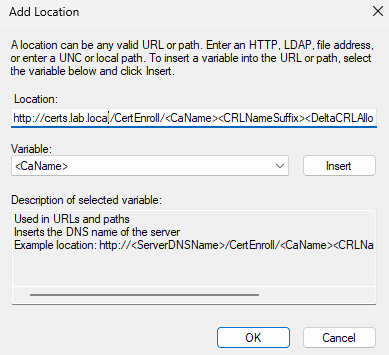 Add Location
A location can be any valid URL or path. Enter an HTTP, LDAP, file address,
or enter a UNC or local path. To insert a variable into the URL or path, select
the variable below and click Insert.
Location:
http://certs.lab.loca/CertEnroll/<CaName><CRLNameSuffix><DeltaCRLAllo
Variable:
<CaName>
Insert
Description of selected variable:
Used in URLs and paths
Inserts the DNS name of the server
Example location: http://<ServerDNSName>/CertEnroll/<CaName><CRLNa
OK
Cancel